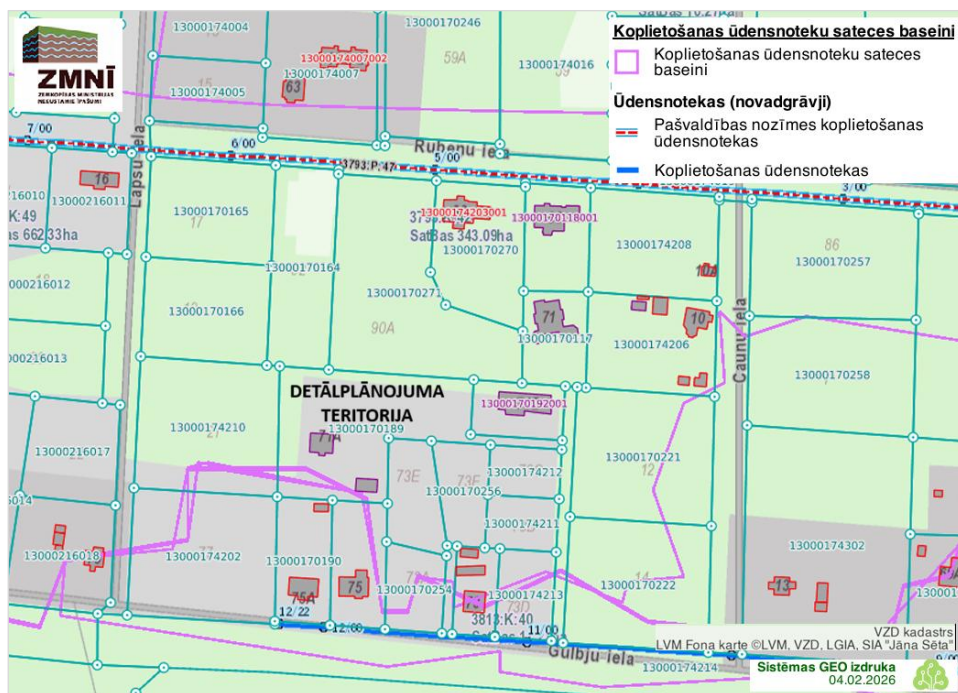 ZMNĪ
ZEMKOPĪBAS MINISTRIJAS
NEKUSTAMIE ĪPAŠUMI
Koplietošanas ūdensnoteku sateces baseini
Koplietošanas ūdensnoteku sateces
baseini
Ūdensnotekas (novadgrāvji)
Pašvaldības nozīmes koplietošanas
ūdensnotekas
Koplietošanas ūdensnotekas
13000174004
13000170246
59A
13000174007002
13000174007
13000174016
59
15
63
13000174005
7/00
6/00
Rubeņu iela
5/00
3793:P:47
3/00
Lapsu iela
16
13000216011
:K:49
13000170165
17
13000174203001
13000170118001
SatBas 343.09ha
13000170270
13000174208
86
13000170257
13000170164
10A
13000170271
13000170166
90A
71
13000170117
10
13000174206
Cauņu iela
13000170258
DETĀLPLĀNOJUMA
TERITORIJA
13000170192001
13000174210
77A
13000170189
13000216017
73E
13000174212
13000170221
12
13000170256
13000174211
13000174302
13000216018
13000174202
13000170190
75A
75
13000170254
13000174213
73D
14
13000170222
13
3813:K:40
12/22
12/00
11/00
Gulbju iela
13000174214
VZD kadastrs
LVM Fona karte ©LVM, VZD, LGIA, SIA "Jāņa Sēta"
Sistēmas GEO izdruka
04.02.2026